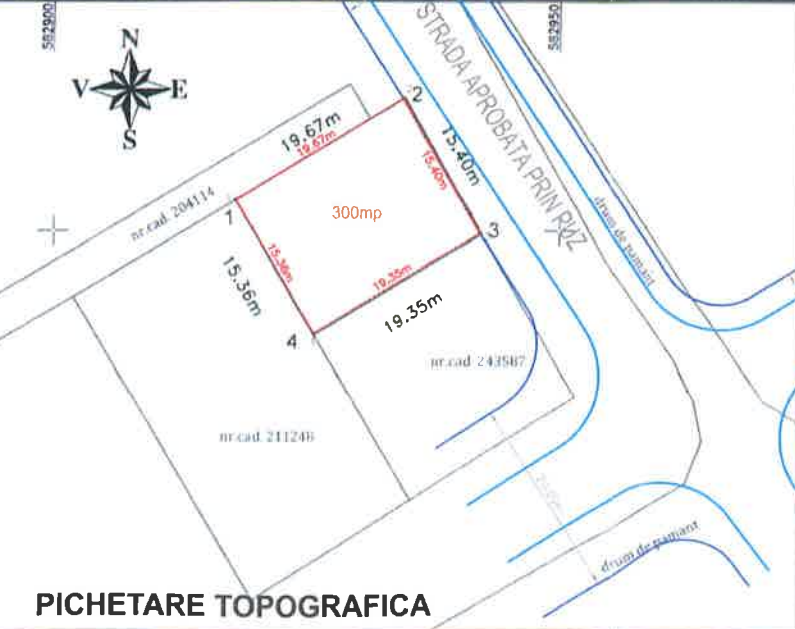 582900
582950
N
V E
S
STRADA APROBATA PRIN PUZ
2
19.67m
19.67m
15.40m
15.40m
drum de pamant
nr.cad. 204114
1
300mp
3
15.36m
15.36m
19.35m
19.35m
4
nr.cad 243587
nr.cad. 211246
drum de pamant
PICHETARE TOPOGRAFICA